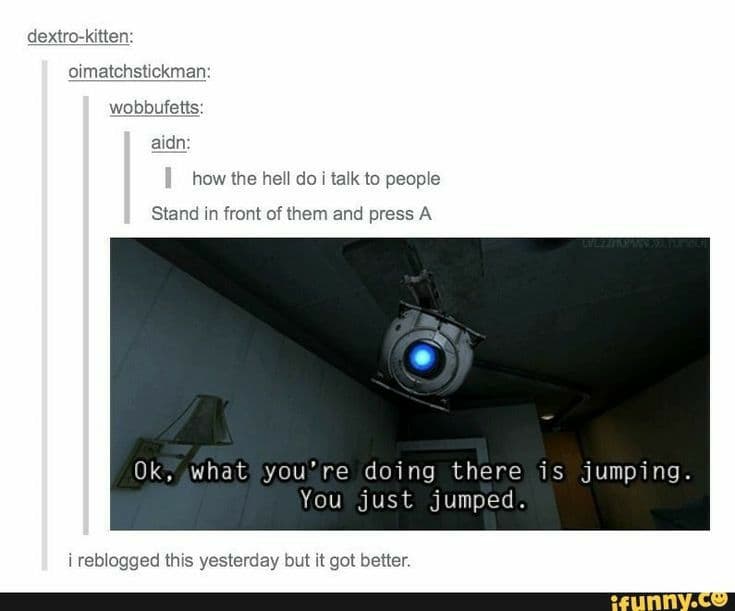 dextro-kitten:
oimatchstickman:
wobbufetts:
aidn:
how the hell do i talk to people
Stand in front of them and press A
Ok, what you're doing there is jumping.
You just jumped.
i reblogged this yesterday but it got better.
ifunny.co